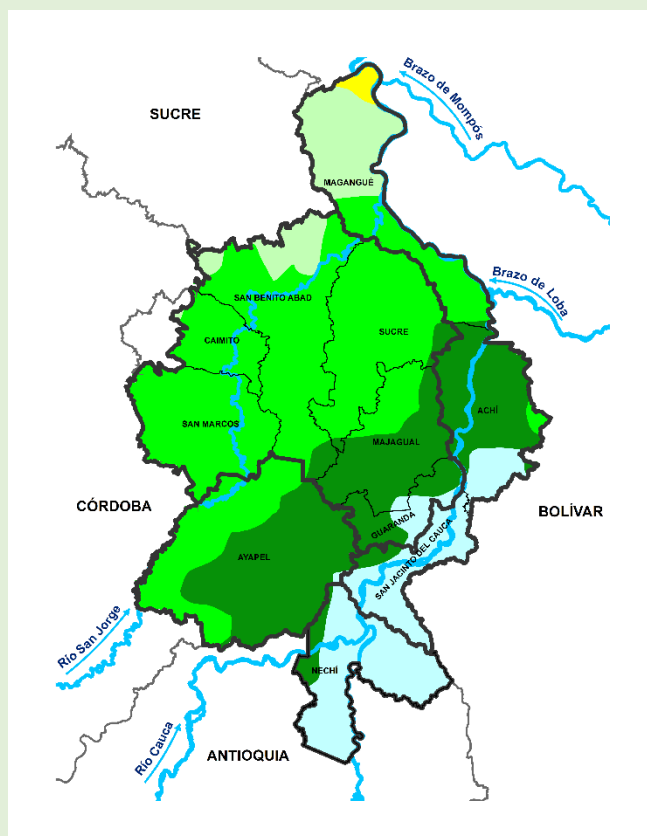 Brazo de Mompós
SUCRE
MAGANGUÉ
Brazo de Loba
SAN BENITO ABAD
SUCRE
CAIMITO
ACHÍ
SAN MARCOS
MAJAGUAL
CÓRDOBA
BOLÍVAR
GUARANDA
SAN JACINTO DEL CAUCA
AYAPEL
Río San Jorge
NECHÍ
Río Cauca
ANTIOQUIA